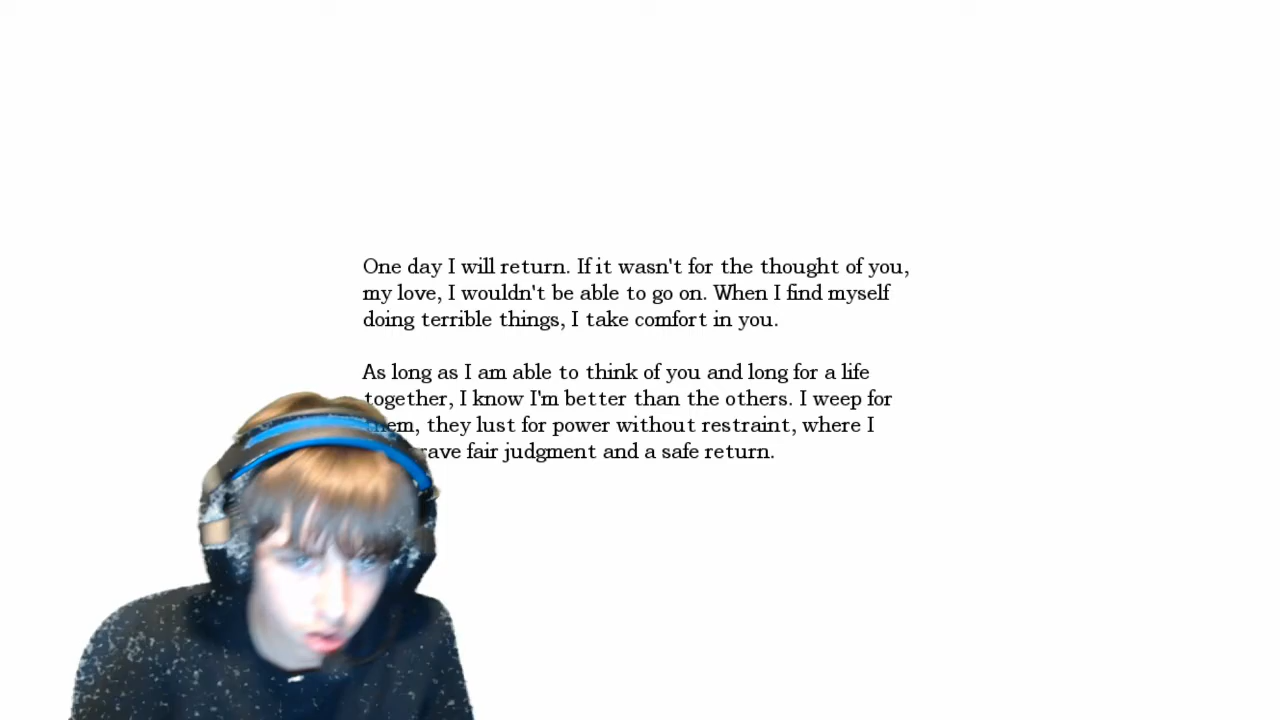 One day I will return. If it wasn't for the thought of you,
my love, I wouldn't be able to go on. When I find myself
doing terrible things, I take comfort in you.
As long as I am able to think of you and long for a life
together, I know I'm better than the others. I weep for
them, they lust for power without restraint, where I
fair judgment and a safe return.